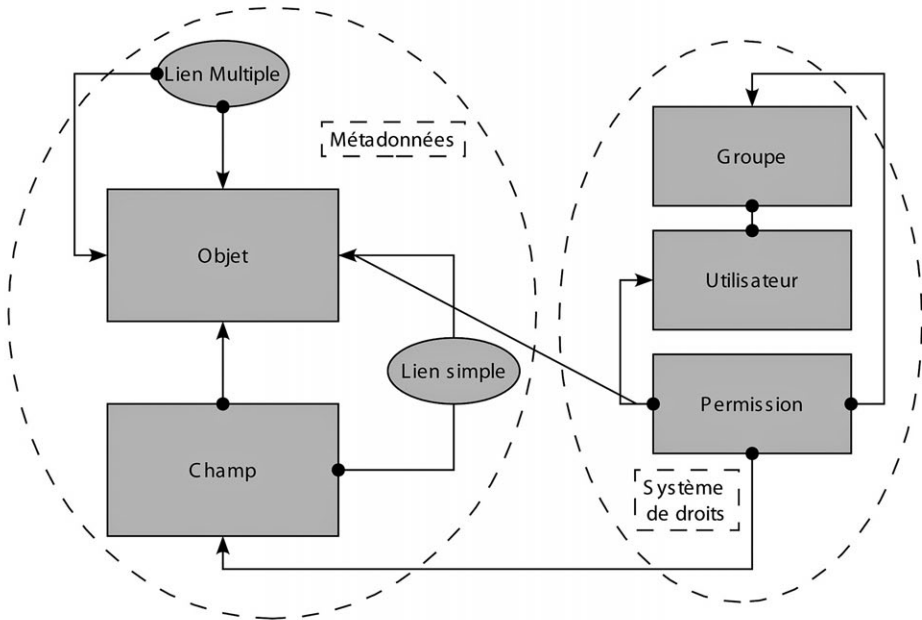 Lien Multiple
Métadonnées
Objet
Lien simple
Champ
Groupe
Utilisateur
Permission
Système
de droits